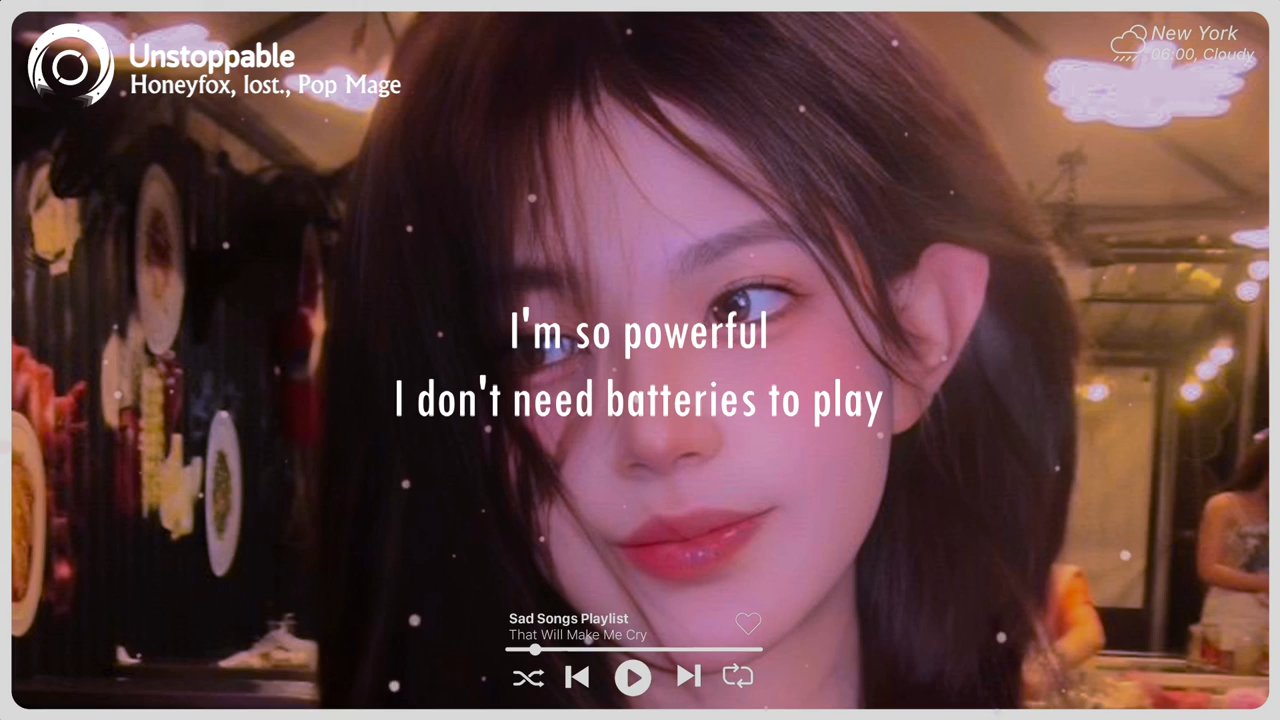 Unstoppable
Honeyfox, lost., Pop Mage
New York
06:00, Cloudy
I'm so powerful
I don't need batteries to play
Sad Songs Playlist
That Will Make Me Cry